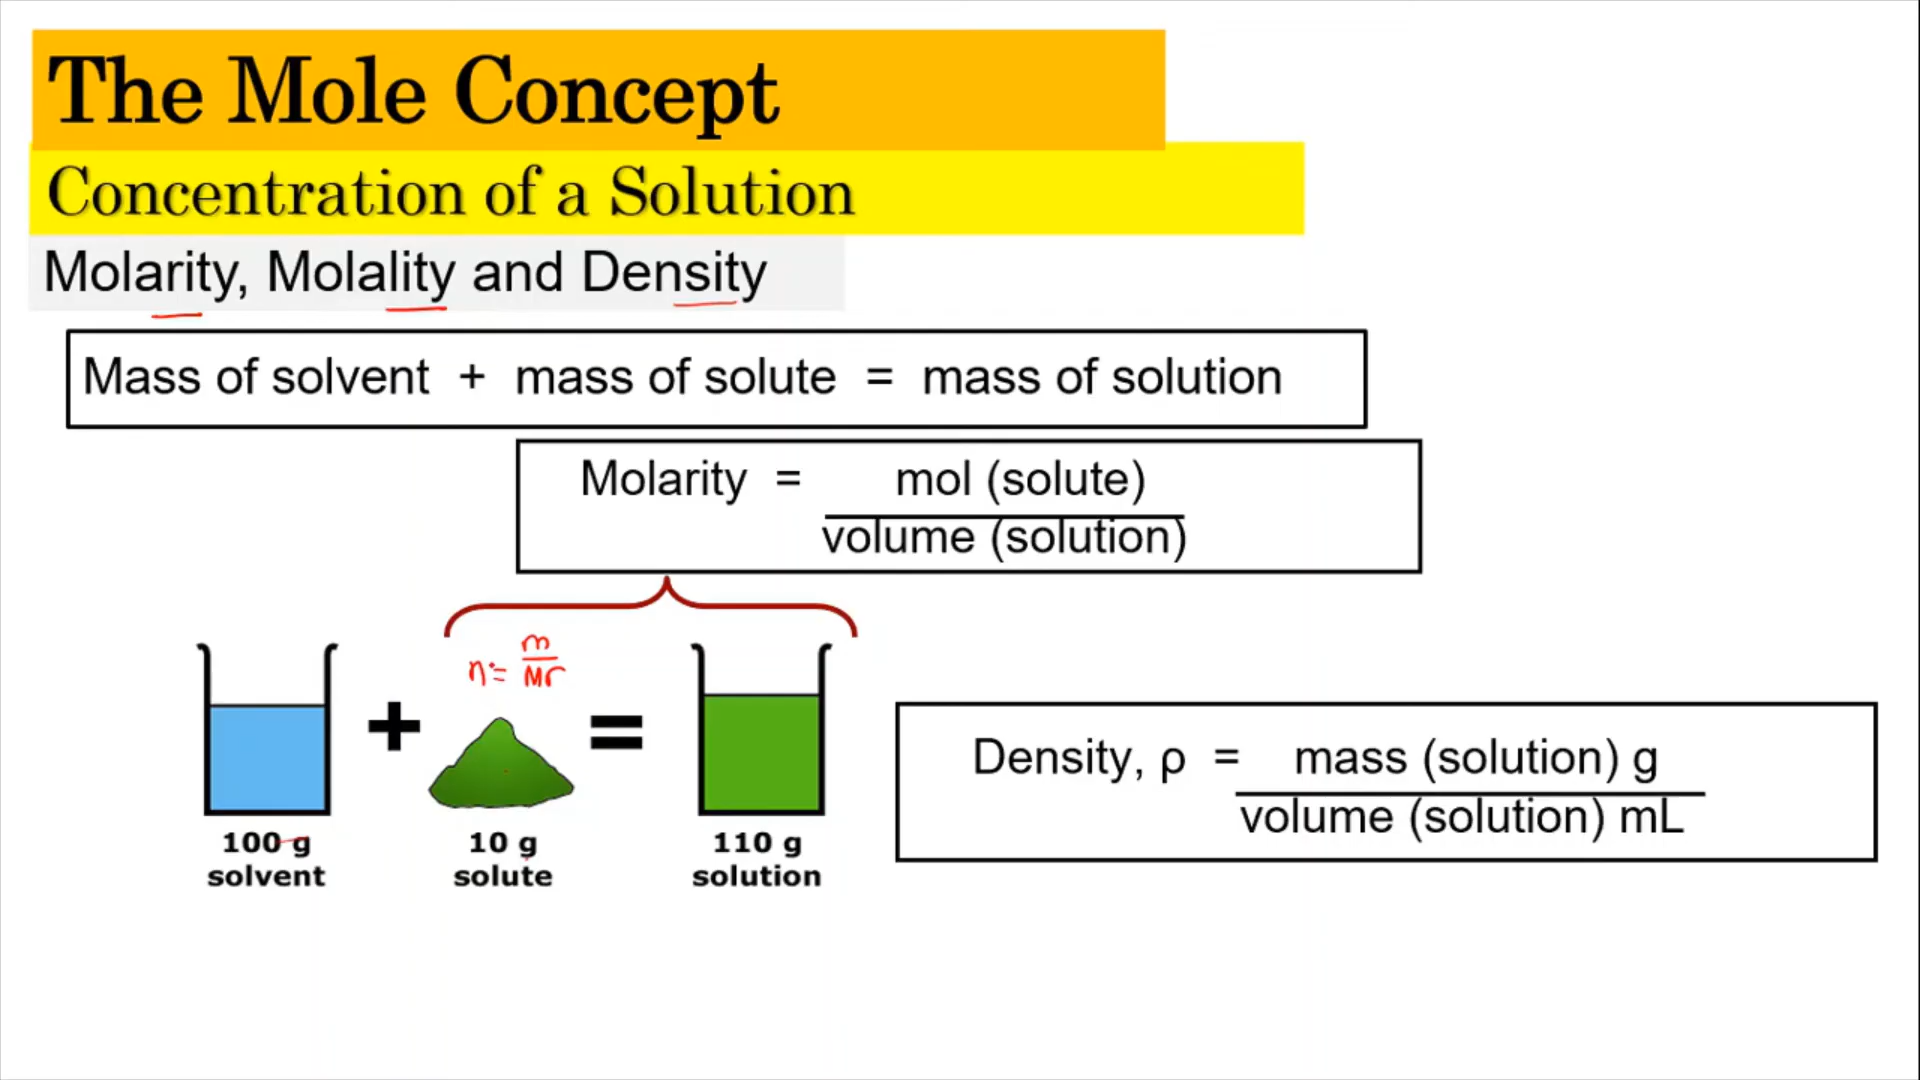 The Mole Concept
Concentration of a Solution
Molarity, Molality and Density
Mass of solvent + mass of solute = mass of solution
Molarity = mol (solute)
volume (solution)
m
n = Mr
+ =
Density, ρ = mass (solution) g
volume (solution) mL
100 g 10 g 110 g
solvent solute solution